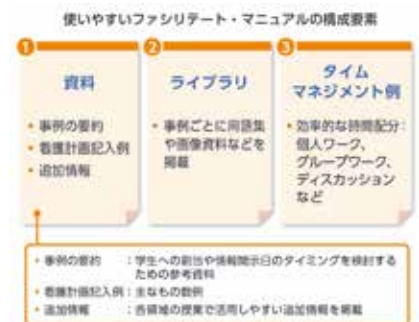 使いやすいファシリテート・マニュアルの構成要素
1
資料
・事例の要約
・看護計画記入例
・追加情報
2
ライブラリ
・事例ごとに用語集
や画像資料などを
掲載
3
タイム
マネジメント例
・効率的な時間配分:
個人ワーク、
グループワーク、
ディスカッション
など
・事例の要約 :学生への割当や情報開示日のタイミングを検討する
ための参考資料
・看護計画記入例:主なもの数例
・追加情報 :各領域の授業で活用しやすい追加情報を掲載